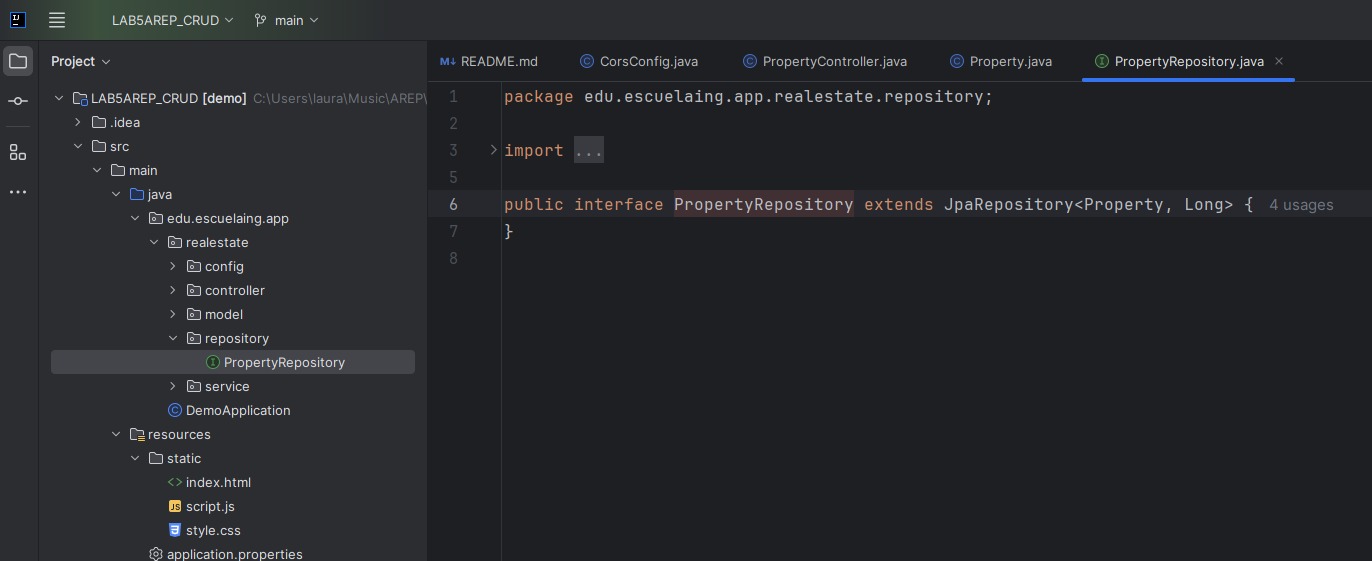 LAB5AREP_CRUD main
Project
LAB5AREP_CRUD [demo] C:\Users\laura\Music\AREP\
.idea
src
main
java
edu.escuelaing.app
realestate
config
controller
model
repository
PropertyRepository
service
DemoApplication
resources
static
index.html
script.js
style.css
application.properties
README.md CorsConfig.java PropertyController.java Property.java PropertyRepository.java
1 package edu.escuelaing.app.realestate.repository;
2
3 import ...
5
6 public interface PropertyRepository extends JpaRepository<Property, Long> { 4 usages
7 }
8